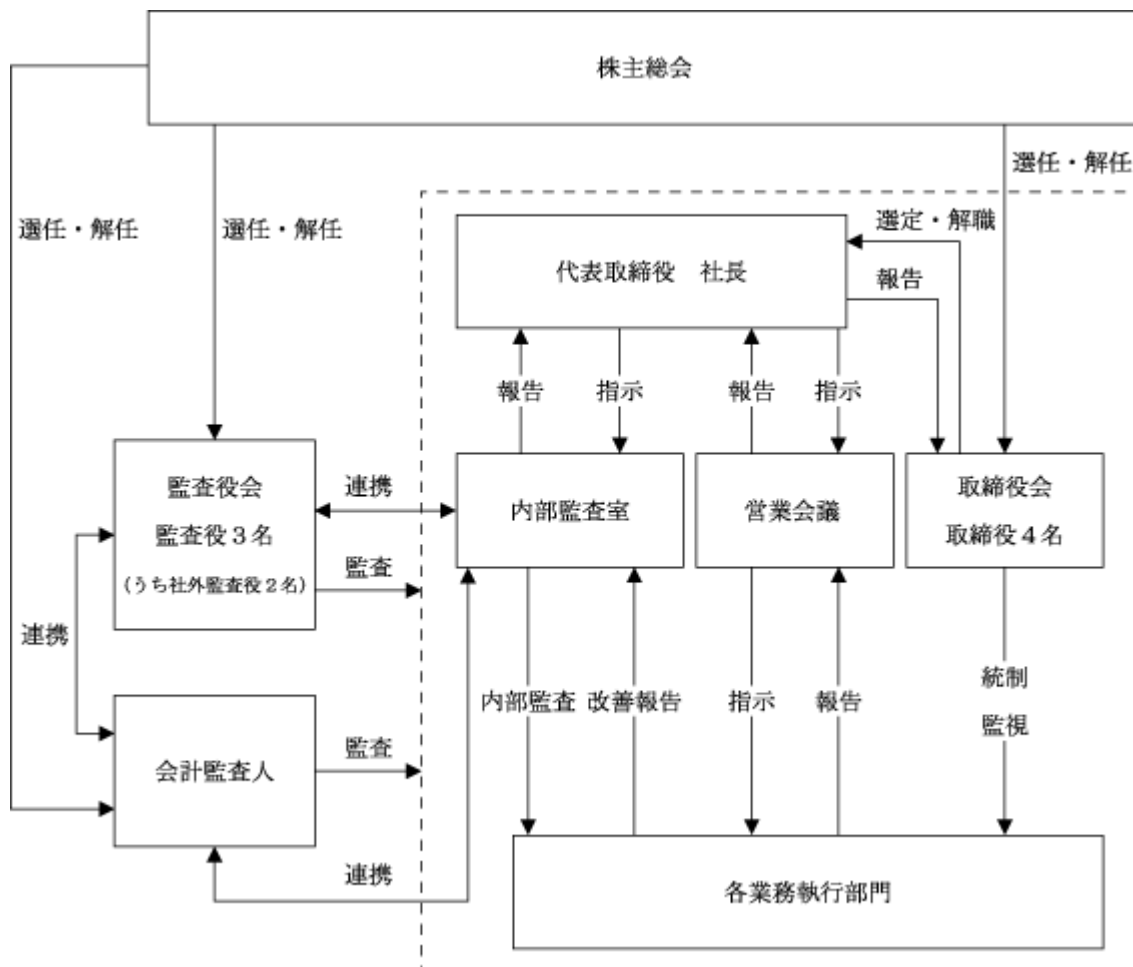 株主総会
選任・解任
選任・解任
選任・解任
選定・解職
代表取締役　社長
報告
報告
指示
報告
指示
監査役会
監査役３名
(うち社外監査役２名)
連携
内部監査室
営業会議
取締役会
取締役４名
監査
連携
内部監査
改善報告
指示
報告
統制
監視
会計監査人
監査
連携
各業務執行部門